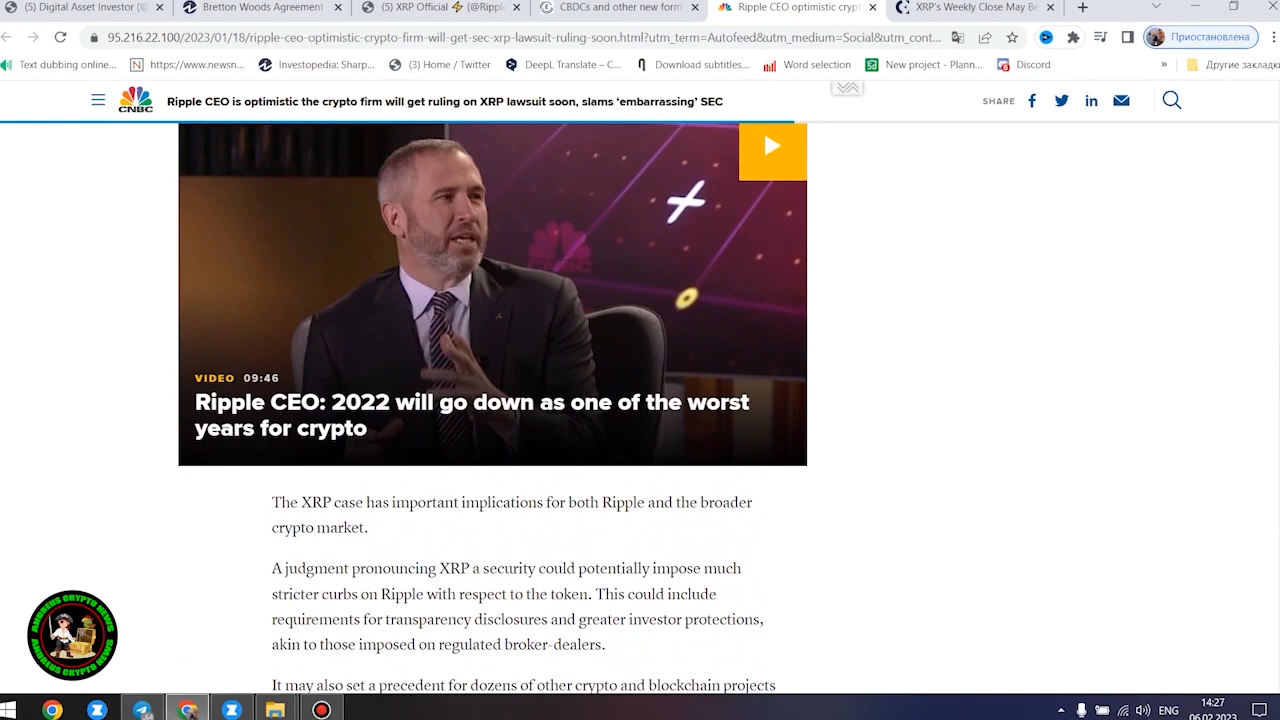 (5) Digital Asset Investor (@
Bretton Woods Agreement
(5) XRP Official ⚡ (@Rippl
CBDCs and other new form
Ripple CEO optimistic crypt
XRP's Weekly Close May Be
95.216.22.100/2023/01/18/ripple-ceo-optimistic-crypto-firm-will-get-sec-xrp-lawsuit-ruling-soon.html?utm_term=Autofeed&utm_medium=Social&utm_cont...
Приостановлена
Text dubbing online...
https://www.newsn...
Investopedia: Sharp...
(3) Home / Twitter
DeepL Translate – C...
Download subtitles...
Word selection
New project - Plann...
Discord
»
Другие закладки
CNBC
Ripple CEO is optimistic the crypto firm will get ruling on XRP lawsuit soon, slams ‘embarrassing’ SEC
SHARE
VIDEO 09:46
Ripple CEO: 2022 will go down as one of the worst
years for crypto
The XRP case has important implications for both Ripple and the broader
crypto market.
A judgment pronouncing XRP a security could potentially impose much
stricter curbs on Ripple with respect to the token. This could include
requirements for transparency disclosures and greater investor protections,
akin to those imposed on regulated broker-dealers.
It may also set a precedent for dozens of other crypto and blockchain projects
ANDREUS CRYPTO NEWS
ANDREUS CRYPTO NEWS
ENG
14:27
06.02.2023